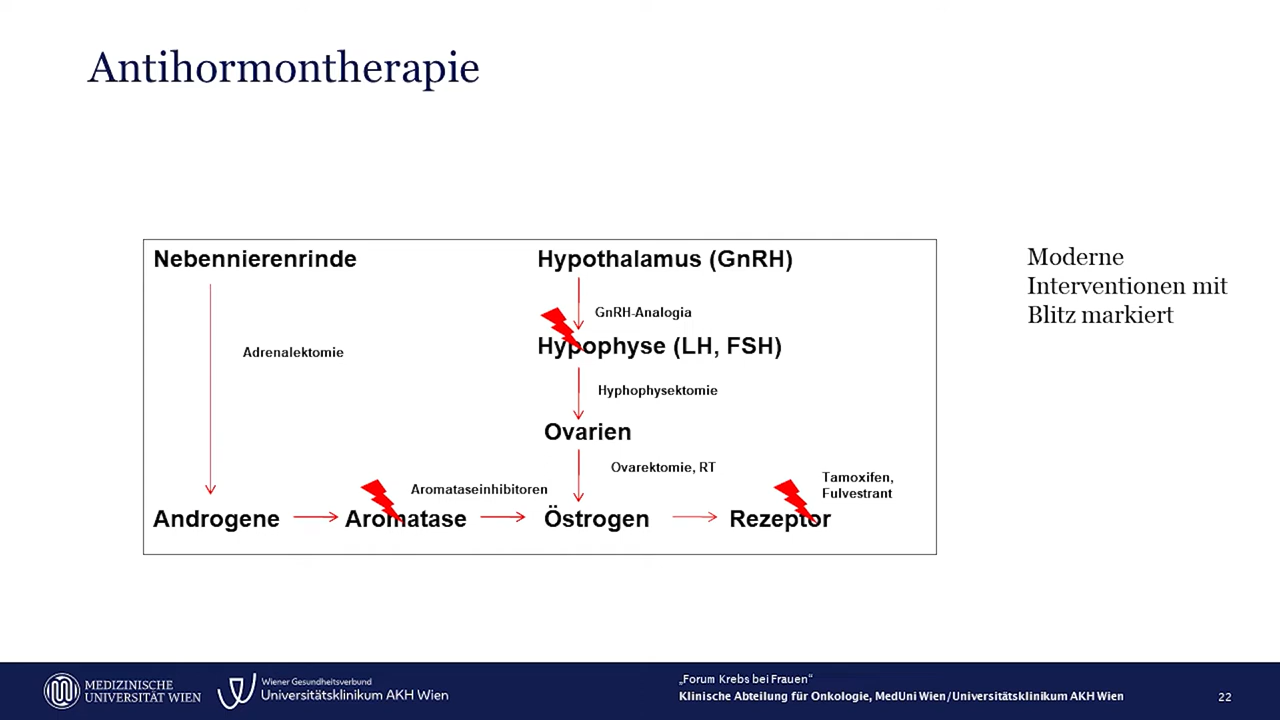 Antihormontherapie
Nebennierenrinde
Hypothalamus (GnRH)
GnRH-Analogia
Hypophyse (LH, FSH)
Adrenalektomie
Hyphophysektomie
Ovarien
Ovarektomie, RT
Aromataseinhibitoren
Tamoxifen,
Fulvestrant
Androgene
Aromatase
Östrogen
Rezeptor
Moderne
Interventionen mit
Blitz markiert
MEDIZINISCHE
UNIVERSITÄT WIEN
Wiener Gesundheitsverbund
Universitätsklinikum AKH Wien
„Forum Krebs bei Frauen“
Klinische Abteilung für Onkologie, MedUni Wien/Universitätsklinikum AKH Wien
22